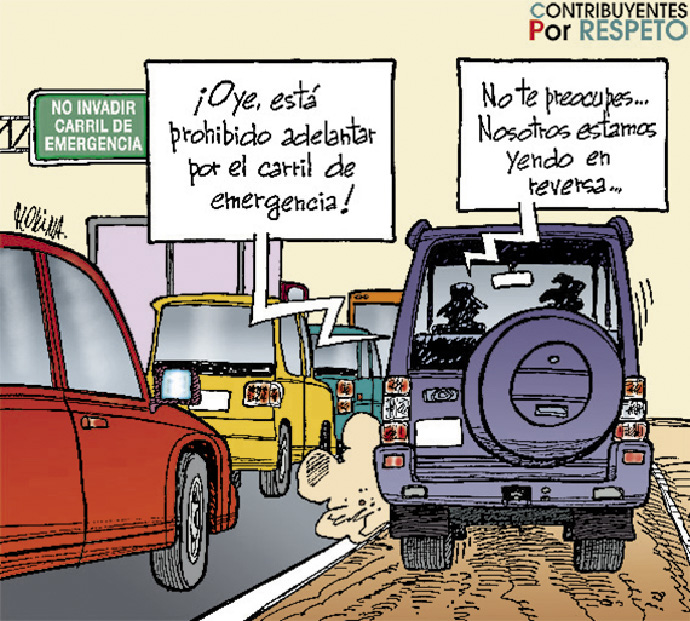 CONTRIBUYENTES
Por RESPETO
NO INVADIR
CARRIL DE
EMERGENCIA
¡Oye, está
prohibido adelantar
por el carril de
emergencia!
No te preocupes...
Nosotros estamos
yendo en
reversa...
MOLINA.